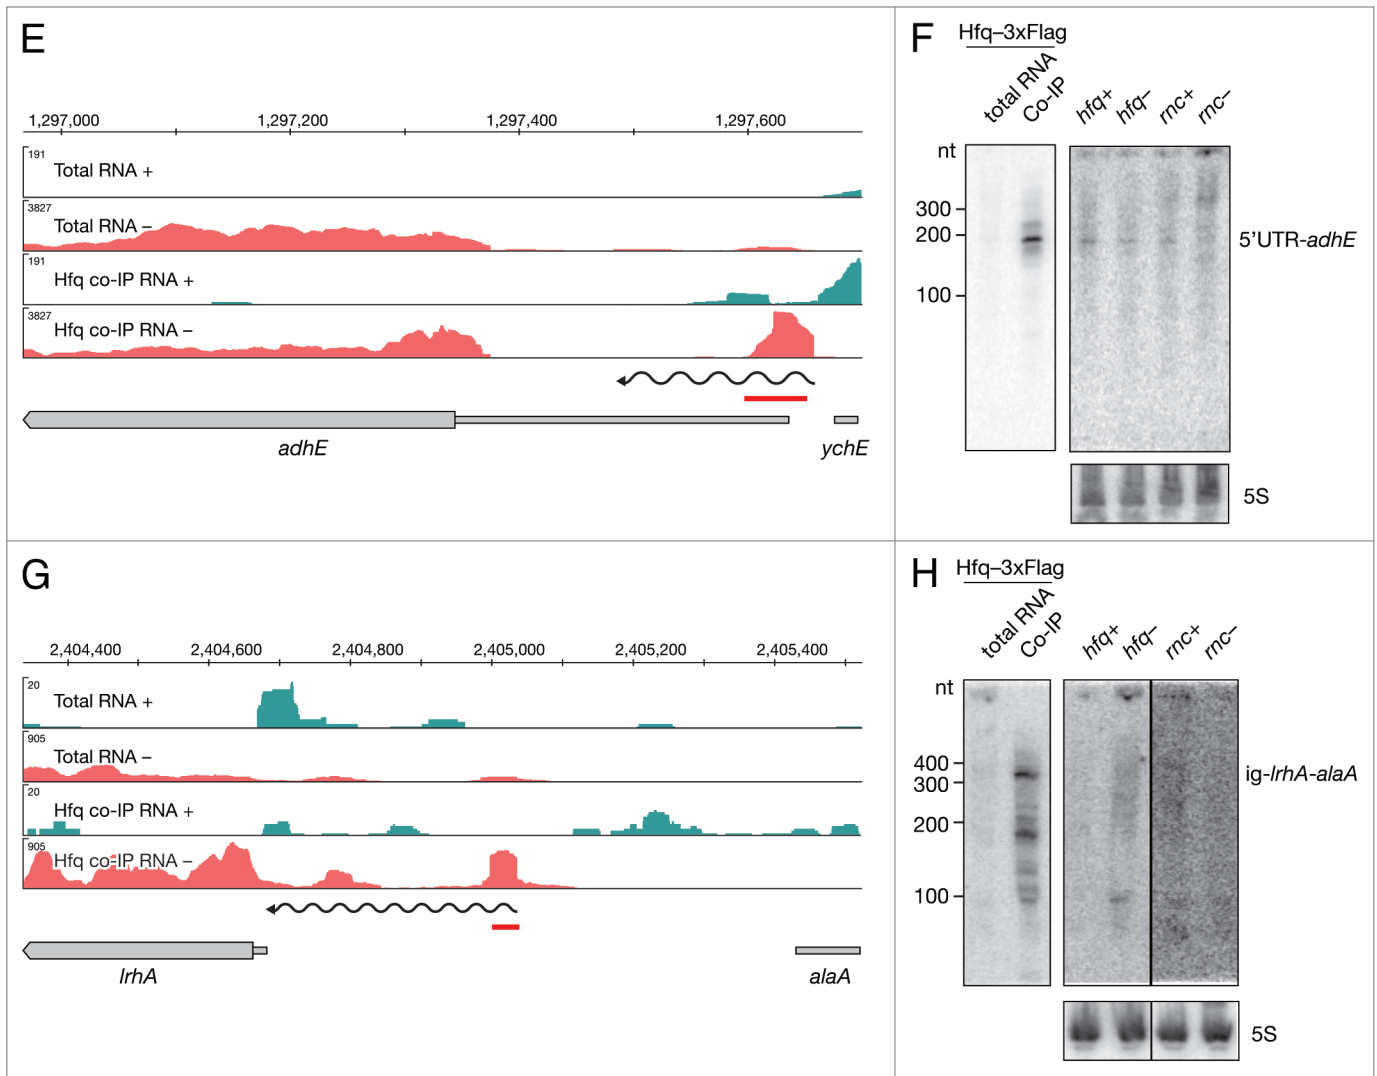 E
1,297,000 1,297,200 1,297,400 1,297,600
191
Total RNA +
3827
Total RNA –
191
Hfq co-IP RNA +
3827
Hfq co-IP RNA –
adhE
ychE
F
Hfq–3xFlag
total RNA
Co-IP
hfq+
hfq–
rnc+
rnc–
nt
300
200
100
5'UTR-adhE
5S
G
2,404,400 2,404,600 2,404,800 2,405,000 2,405,200 2,405,400
20
Total RNA +
905
Total RNA –
20
Hfq co-IP RNA +
905
Hfq co-IP RNA –
lrhA
alaA
H
Hfq–3xFlag
total RNA
Co-IP
hfq+
hfq–
rnc+
rnc–
nt
400
300
200
100
ig-lrhA-alaA
5S